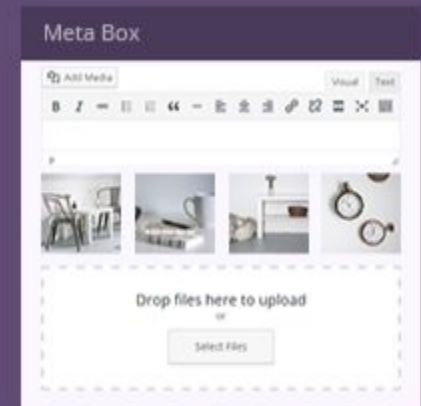 Meta Box
Add Media
Visual Text
B I
P
Drop files here to upload
or
Select Files